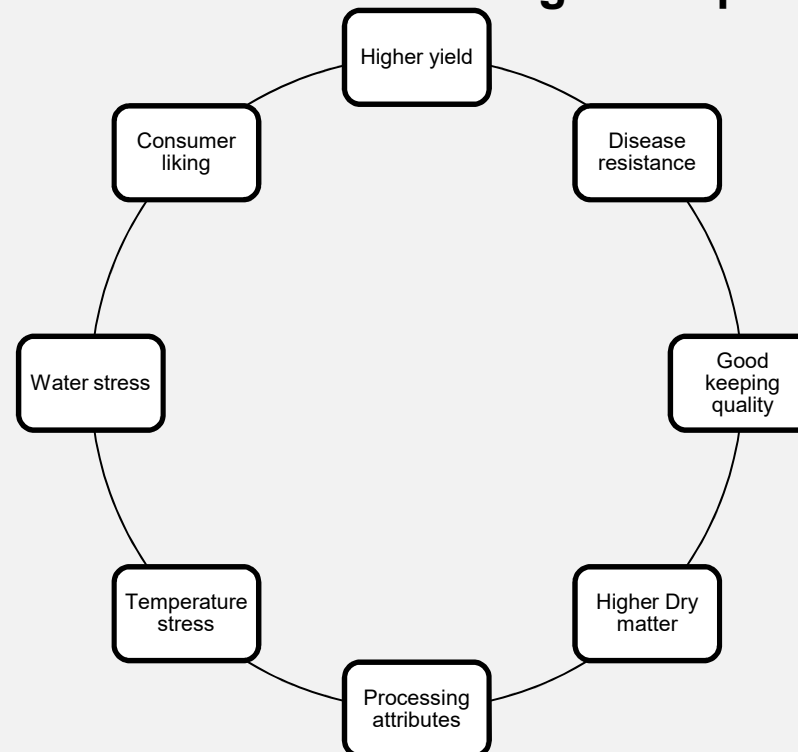 Higher yield
Disease
resistance
Good
keeping
quality
Higher Dry
matter
Processing
attributes
Temperature
stress
Water stress
Consumer
liking